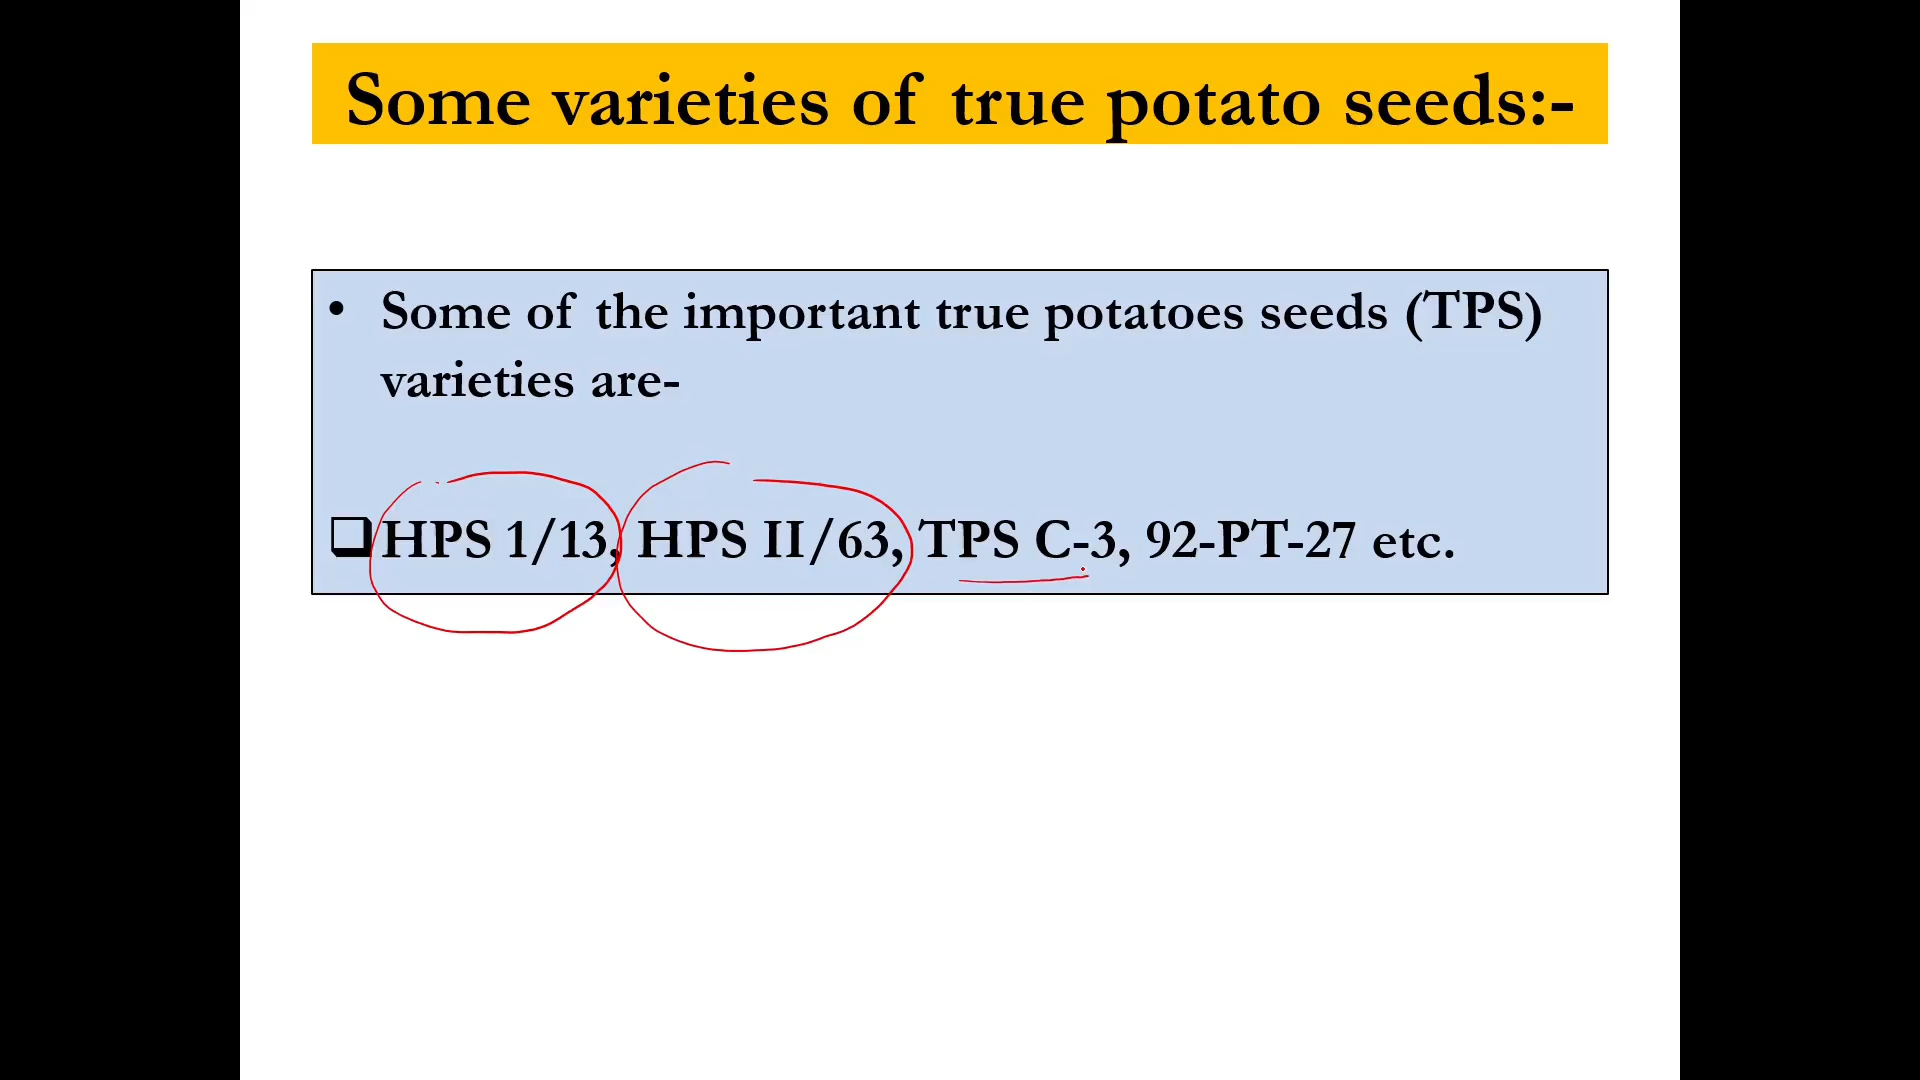 Some varieties of true potato seeds:-
• Some of the important true potatoes seeds (TPS)
varieties are-
❑HPS 1/13, HPS II/63, TPS C-3, 92-PT-27 etc.